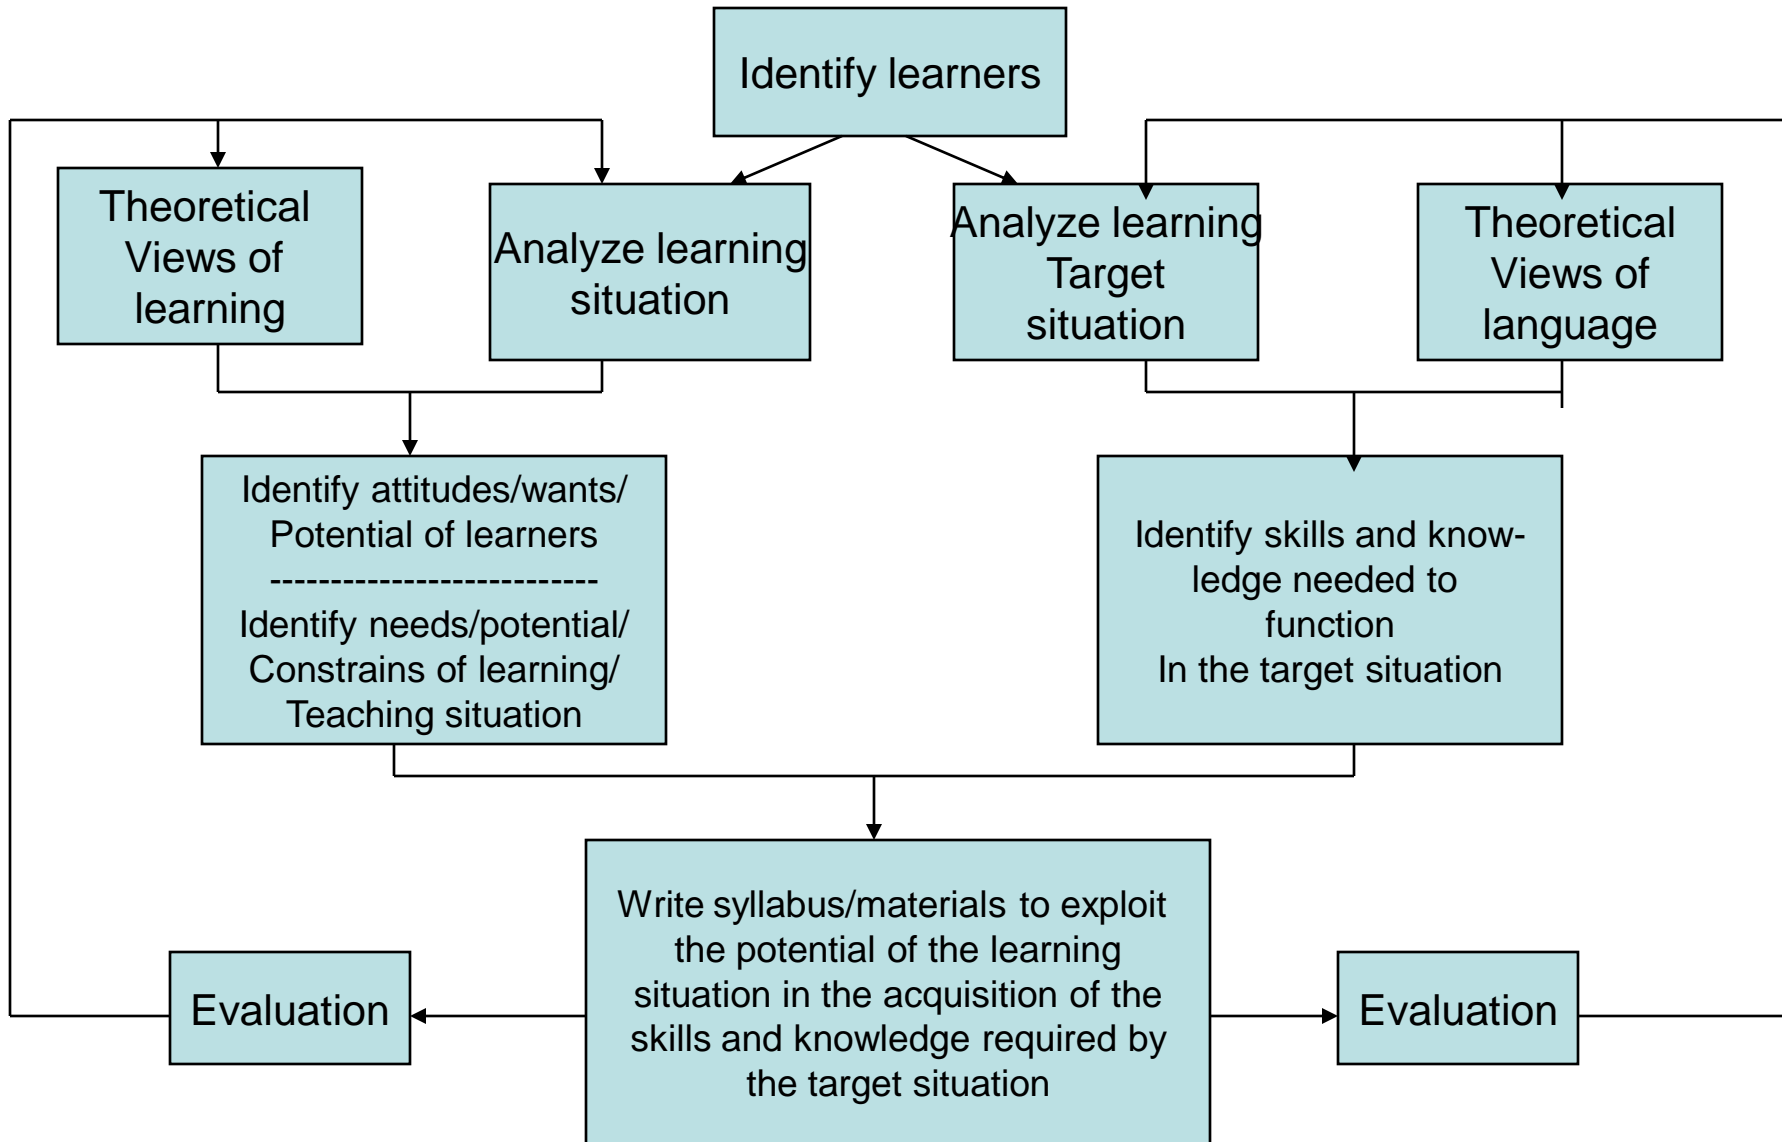 Identify learners
Theoretical
Views of
learning
Analyze learning
situation
Analyze learning
Target
situation
Theoretical
Views of
language
Identify attitudes/wants/
Potential of learners
---------------------------
Identify needs/potential/
Constrains of learning/
Teaching situation
Identify skills and know-
ledge needed to
function
In the target situation
Write syllabus/materials to exploit
the potential of the learning
situation in the acquisition of the
skills and knowledge required by
the target situation
Evaluation
Evaluation